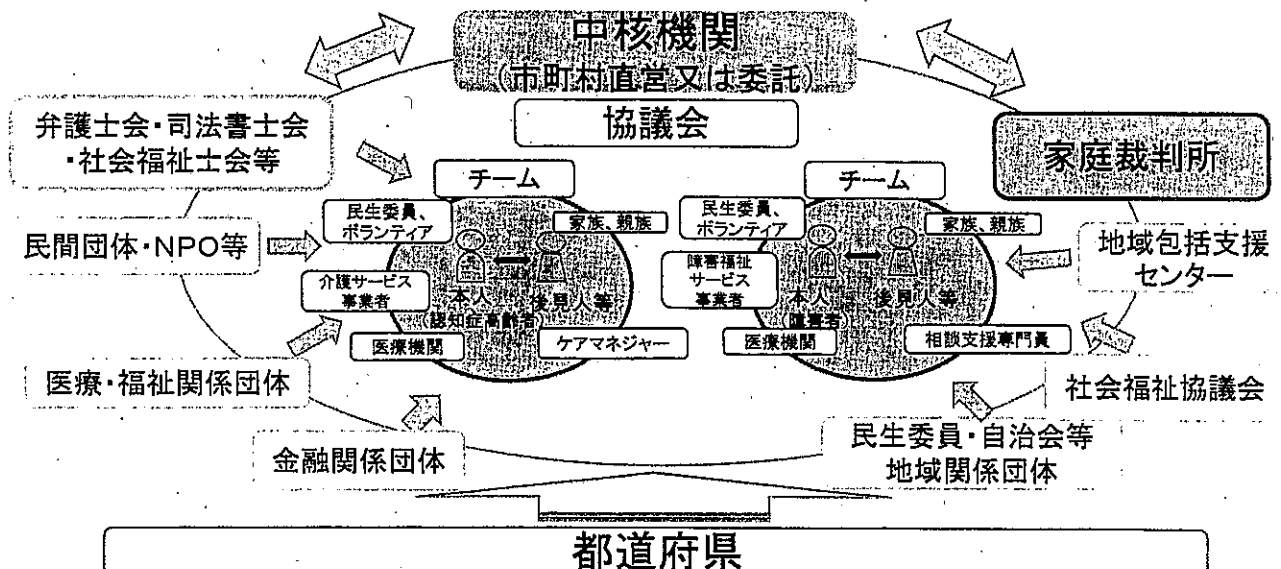 中核機関
(市町村直営又は委託)
協議会
弁護士会・司法書士会
・社会福祉士会等
家庭裁判所
チーム
民生委員、
ボランティア
家族、親族
介護サービス
事業者
本人
(認知症高齢者)
後見人等
医療機関
ケアマネジャー
チーム
民生委員、
ボランティア
家族、親族
障害福祉
サービス
事業者
本人
(障害者)
後見人等
医療機関
相談支援専門員
民間団体・NPO等
地域包括支援
センター
医療・福祉関係団体
社会福祉協議会
金融関係団体
民生委員・自治会等
地域関係団体
都道府県